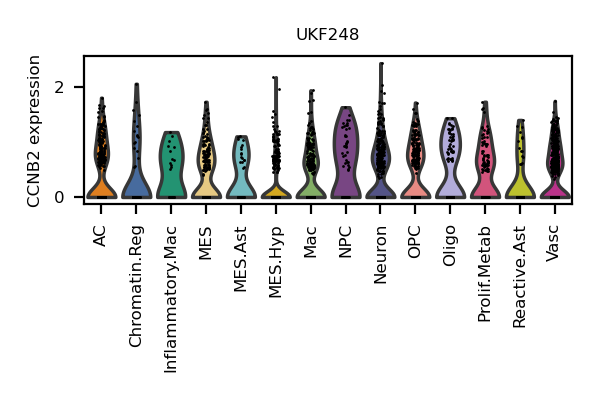 UKF248
CCNB2 expression
2
0
AC
Chromatin.Reg
Inflammatory.Mac
MES
MES.Ast
MES.Hyp
Mac
NPC
Neuron
OPC
Oligo
Prolif.Metab
Reactive.Ast
Vasc